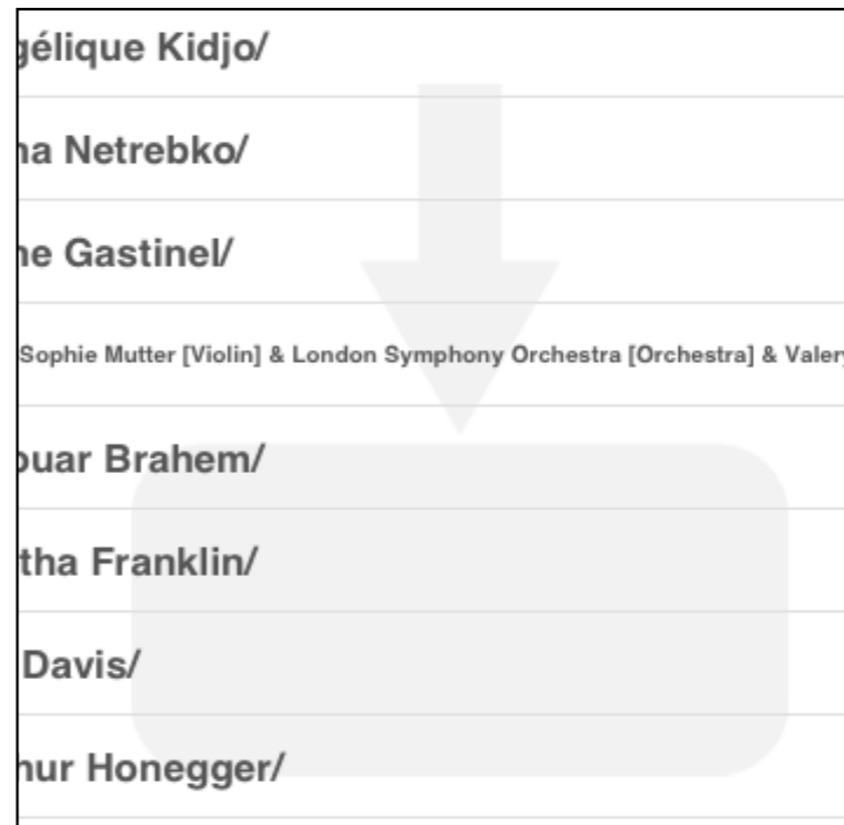 gélique Kidjo/
na Netrebko/
ne Gastinel/
Sophie Mutter [Violin] & London Symphony Orchestra [Orchestra] & Valery
ouar Brahem/
tha Franklin/
Davis/
hur Honegger/